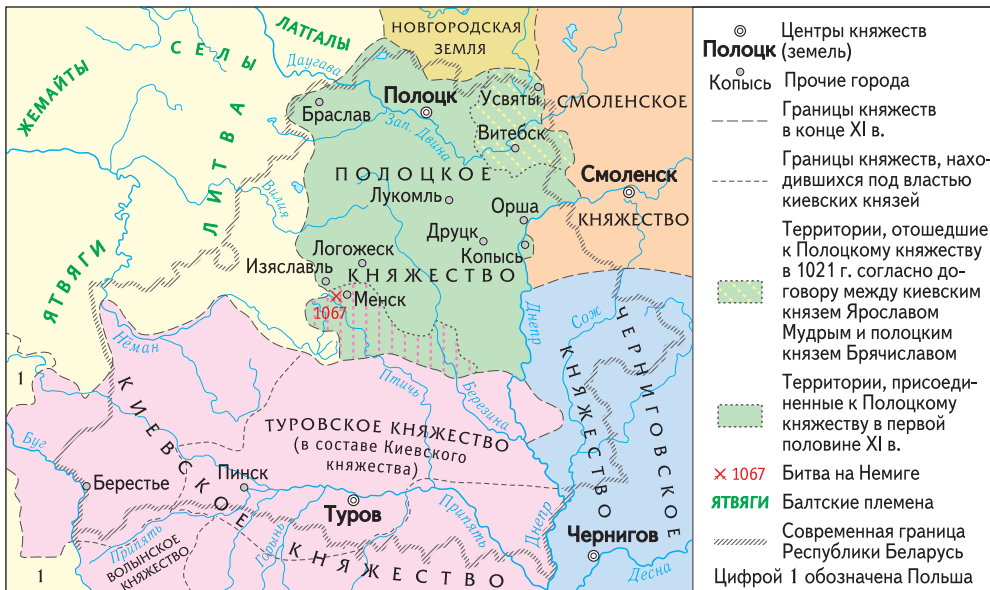 НОВГОРОДСКАЯ
ЗЕМЛЯ
ЛАТГАЛЫ
СЕЛЫ
ЖЕМАЙТЫ
ЛИТВА
ЯТВЯГИ
Даугава
Браслав
Полоцк
Усвяты
Зап. Двина
Витебск
СМОЛЕНСКОЕ
КНЯЖЕСТВО
Смоленск
ПОЛОЦКОЕ
КНЯЖЕСТВО
Вилия
Лукомль
Орша
Друцк
Копысь
Логожеск
Изяславль
Менск
1067
Днепр
Сож
Нёман
Птичь
Березина
1
КИЕВСКОЕ
КНЯЖЕСТВО
ТУРОВСКОЕ КНЯЖЕСТВО
(в составе Киевского
княжества)
ЧЕРНИГОВСКОЕ
КНЯЖЕСТВО
Буг
Берестье
Пинск
Туров
Припять
Днепр
Чернигов
Припять
Горинь
ВОЛЫНСКОЕ
КНЯЖЕСТВО
Десна
1
Полоцк
Центры княжеств
(земель)
Копысь
Прочие города
Границы княжеств
в конце XI в.
Границы княжеств, нахо-
дившихся под властью
киевских князей
Территории, отошедшие
к Полоцкому княжеству
в 1021 г. согласно до-
говору между киевским
князем Ярославом
Мудрым и полоцким
князем Брячиславом
Территории, присоеди-
ненные к Полоцкому
княжеству в первой
половине XI в.
1067 Битва на Немиге
ЯТВЯГИ Балтские племена
Современная граница
Республики Беларусь
Цифрой 1 обозначена Польша